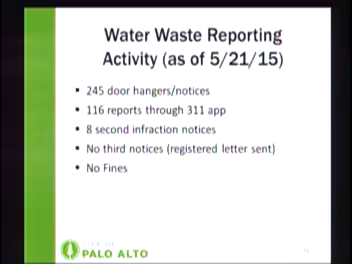 Water Waste Reporting
Activity (as of 5/21/15)
• 245 door hangers/notices
• 116 reports through 311 app
• 8 second infraction notices
• No third notices (registered letter sent)
• No Fines
PALO ALTO